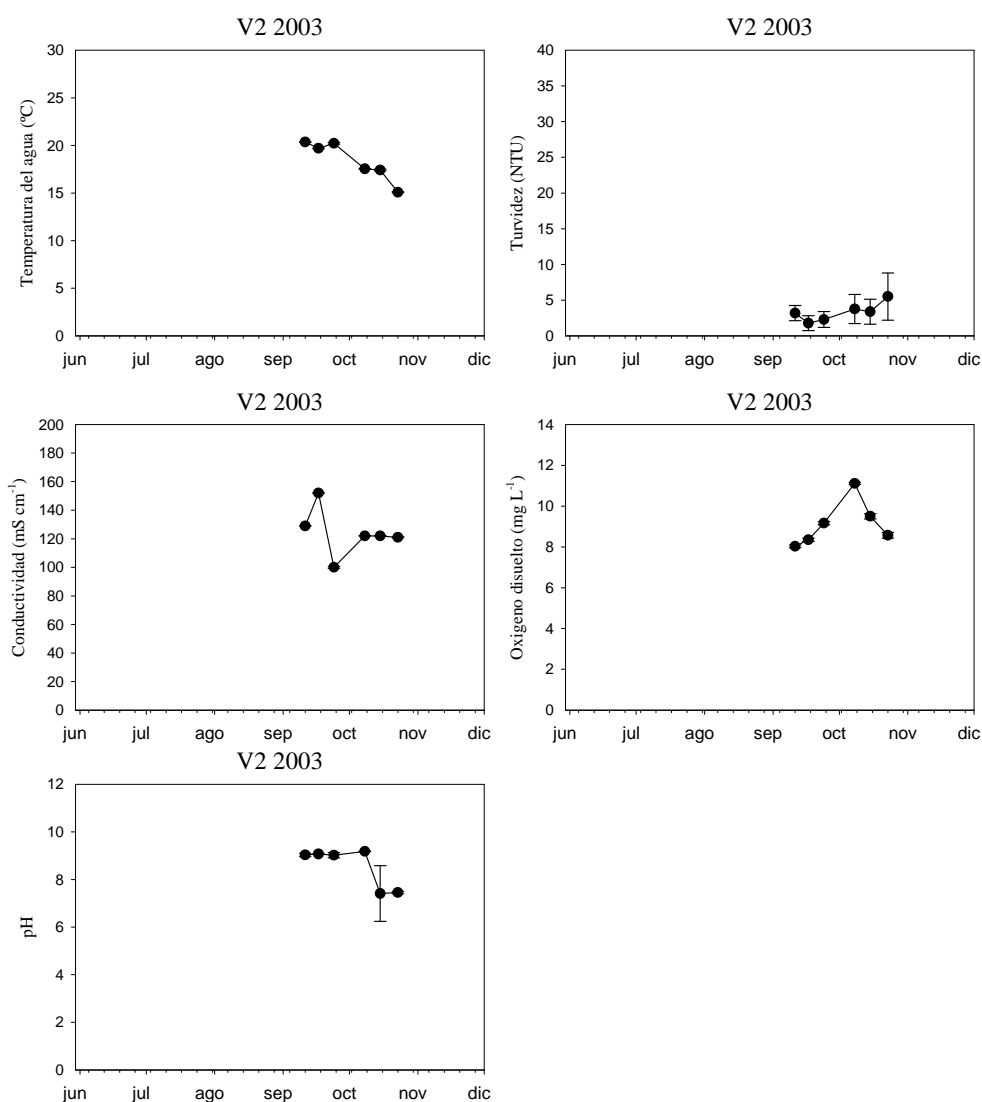 V2 2003
Temperatura del agua (ºC)
30
25
20
15
10
5
0
jun jul ago sep oct nov dic
V2 2003
Turvidez (NTU)
40
35
30
25
20
15
10
5
0
jun jul ago sep oct nov dic
V2 2003
Conductividad (mS cm-1)
200
180
160
140
120
100
80
60
40
20
0
jun jul ago sep oct nov dic
V2 2003
Oxigeno disuelto (mg L-1)
14
12
10
8
6
4
2
0
jun jul ago sep oct nov dic
V2 2003
pH
12
10
8
6
4
2
0
jun jul ago sep oct nov dic